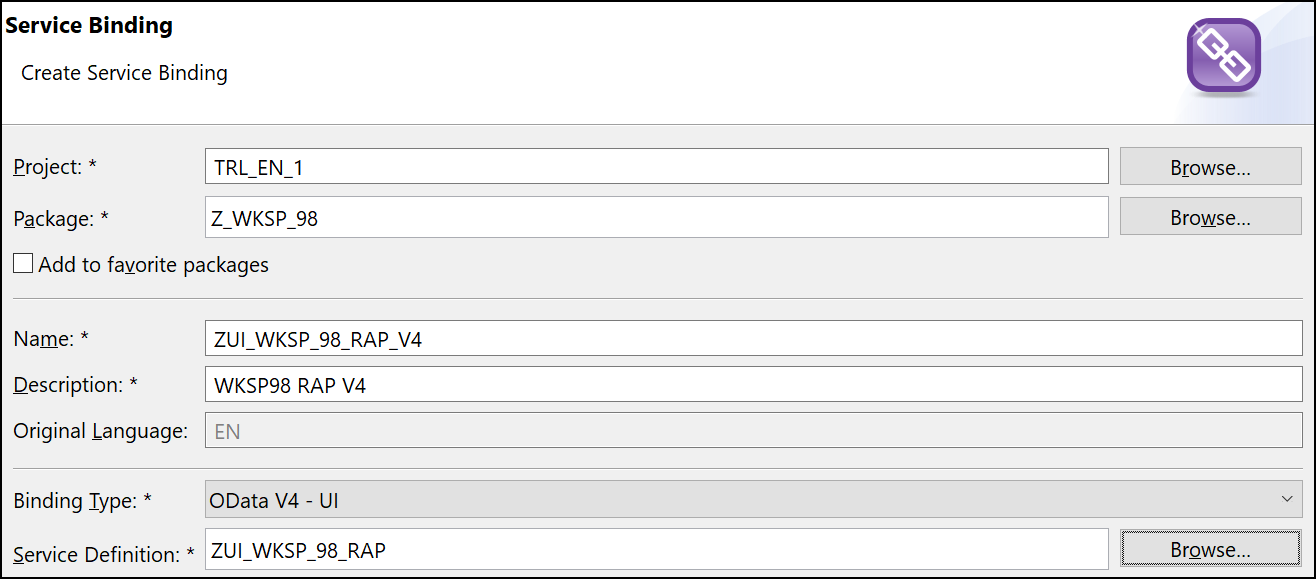 Service Binding
Create Service Binding
Project: * TRL_EN_1 Browse...
Package: * Z_WKSP_98 Browse...
Add to favorite packages
Name: * ZUI_WKSP_98_RAP_V4
Description: * WKSP98 RAP V4
Original Language: EN
Binding Type: * OData V4 - UI
Service Definition: * ZUI_WKSP_98_RAP Browse...